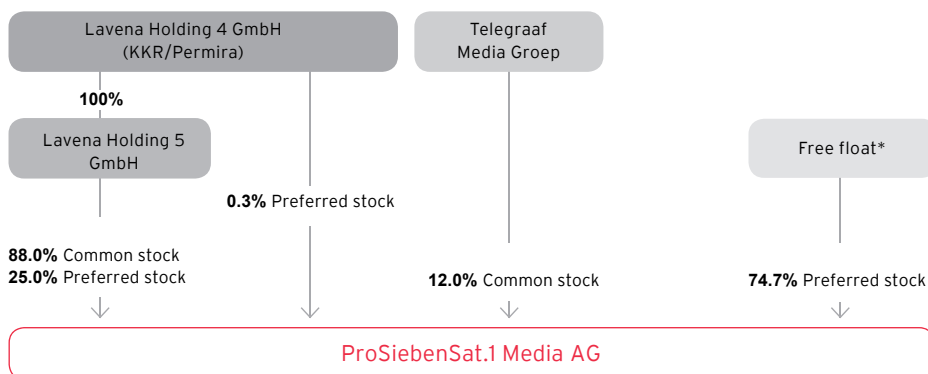 Lavena Holding 4 GmbH
(KKR/Permira)
Telegraaf
Media Groep
100%
Lavena Holding 5
GmbH
Free float*
0.3% Preferred stock
88.0% Common stock
25.0% Preferred stock
12.0% Common stock
74.7% Preferred stock
ProSiebenSat.1 Media AG